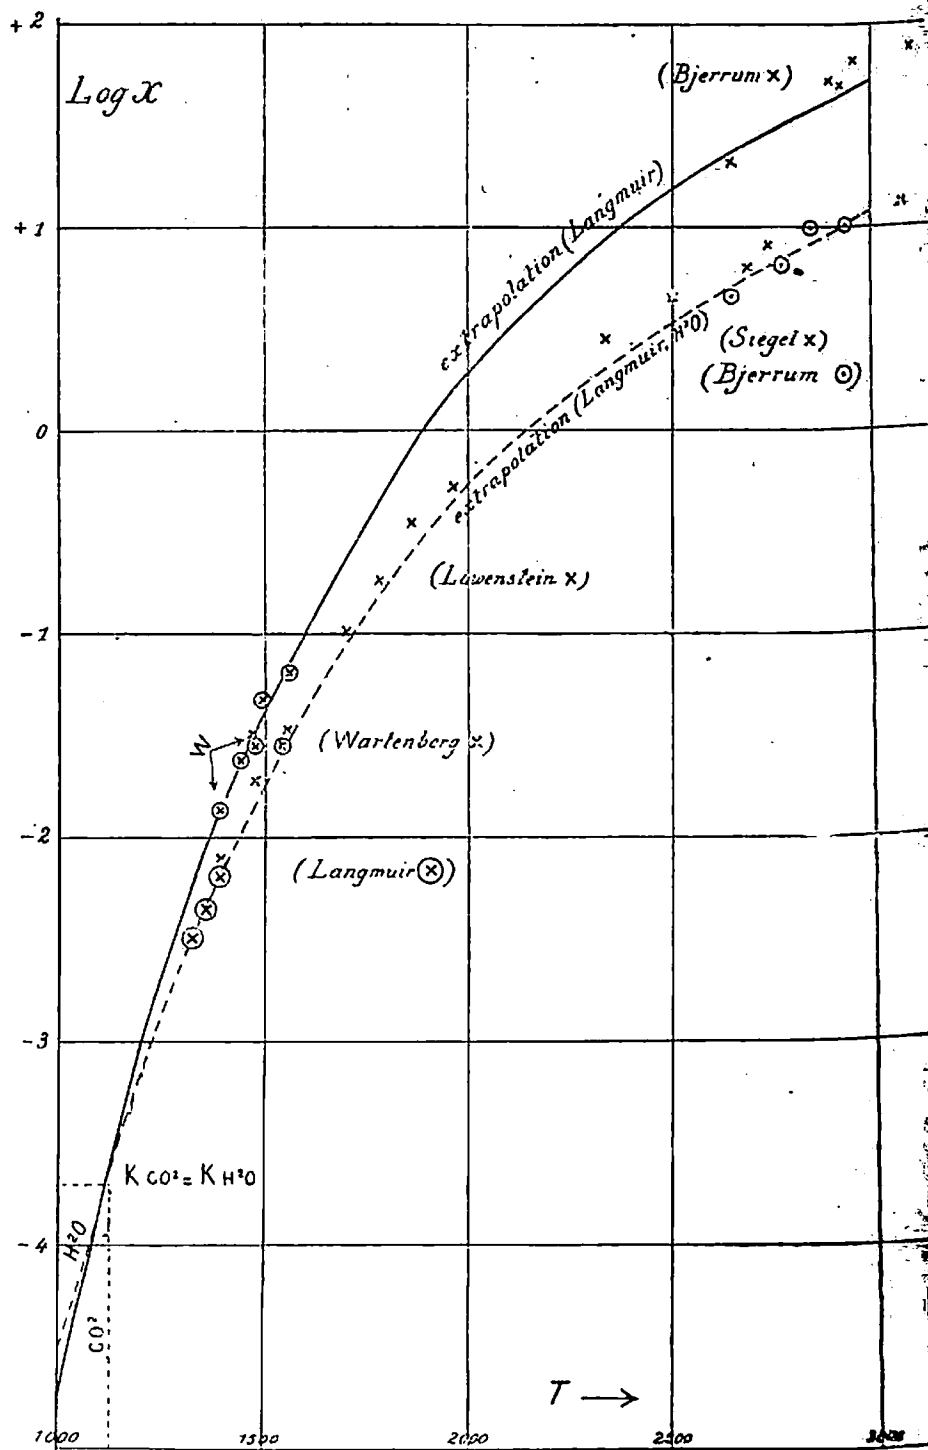 +2
Log x
(Bjerrum x)
extrapolation (Langmuir)
+1
extrapolation (Langmuir, H²O)
(Siegel x)
(Bjerrum ⊙)
0
(Löwenstein x)
-1
W
(Wartenberg x)
-2
(Langmuir ⊗)
-3
K CO² = K H²O
H²O
-4
CO²
T →
1000 1500 2000 2500 3000